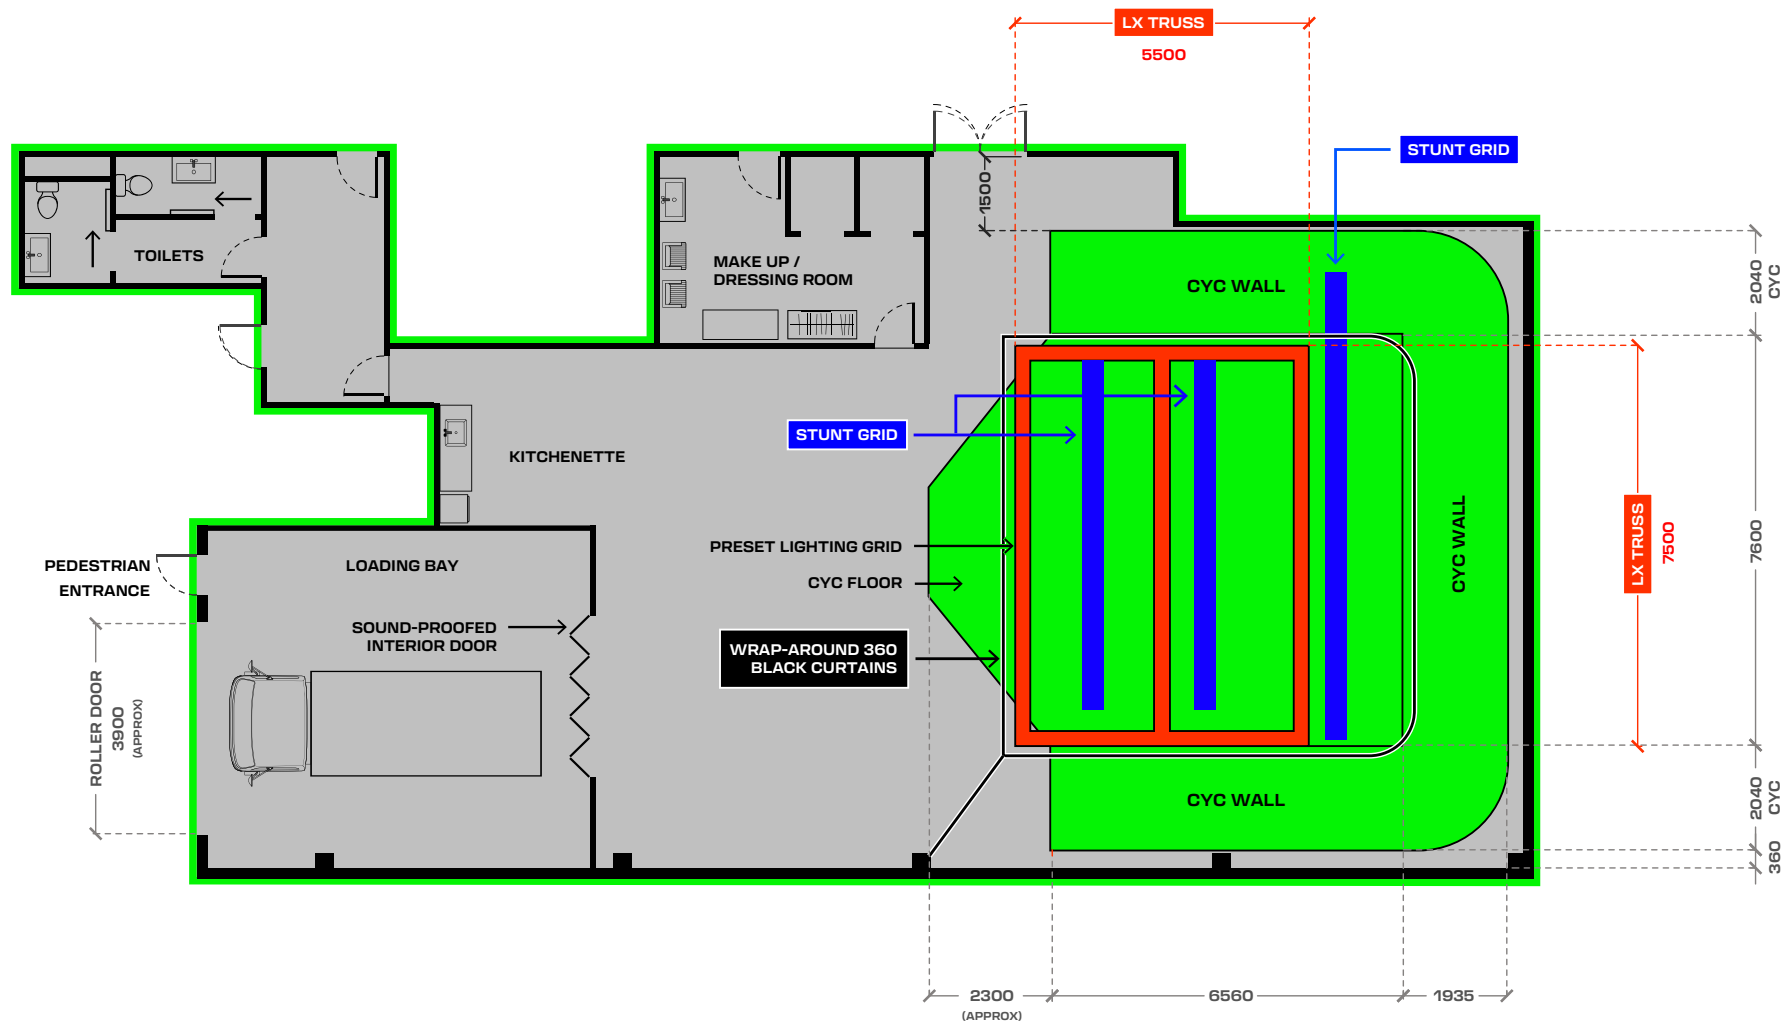 LX TRUSS
5500
STUNT GRID
1500
TOILETS
MAKE UP /
DRESSING ROOM
CYC WALL
2040
CYC
STUNT GRID
KITCHENETTE
PRESET LIGHTING GRID
CYC FLOOR
CYC WALL
LX TRUSS
7500
7600
PEDESTRIAN
ENTRANCE
LOADING BAY
SOUND-PROOFED
INTERIOR DOOR
WRAP-AROUND 360
BLACK CURTAINS
ROLLER DOOR
3900
(APPROX)
CYC WALL
2040
CYC
360
2300
(APPROX)
6560
1935